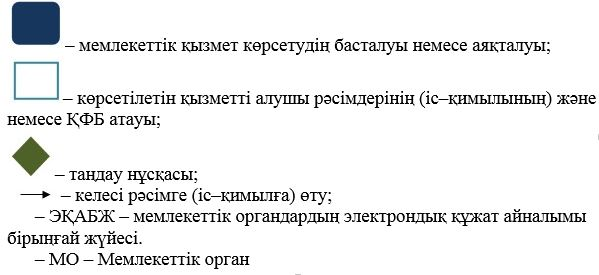 – мемлекеттік қызмет көрсетудің басталуы немесе аяқталуы;
– көрсетілетін қызметті алушы рәсімдерінің (іс–қимылының) және
немесе ҚФБ атауы;
– таңдау нұсқасы;
– келесі рәсімге (іс–қимылға) өту;
– ЭҚАБЖ – мемлекеттік органдардың электрондық құжат айналымы
бірыңғай жүйесі.
– МО – Мемлекеттік орган